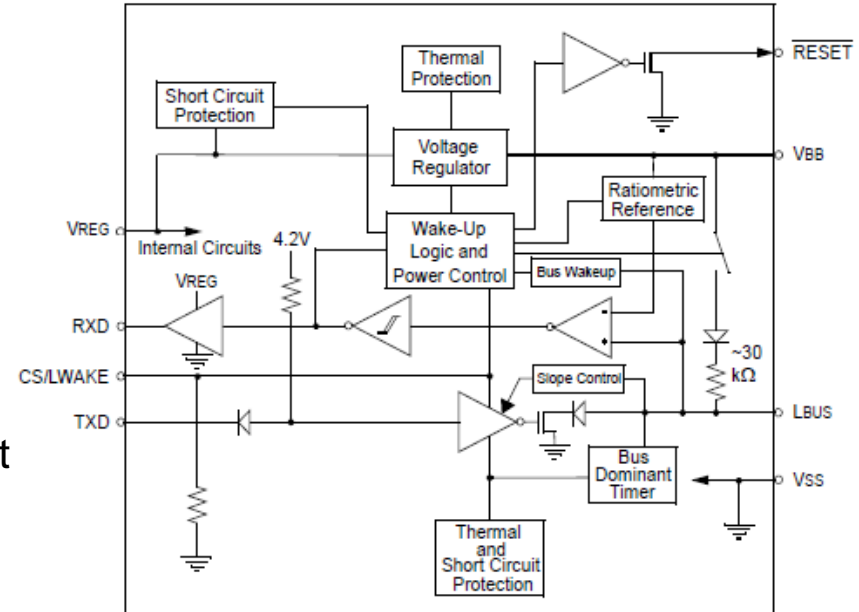 Thermal
Protection
RESET
Short Circuit
Protection
Voltage
Regulator
VBB
Ratiometric
Reference
VREG
Internal Circuits
4.2V
Wake-Up
Logic and
Power Control
Bus Wakeup
VREG
-
+
RXD
~30
kΩ
CS/LWAKE
Slope Control
TXD
LBUS
t
Bus
Dominant
Timer
VSS
Thermal
and
Short Circuit
Protection